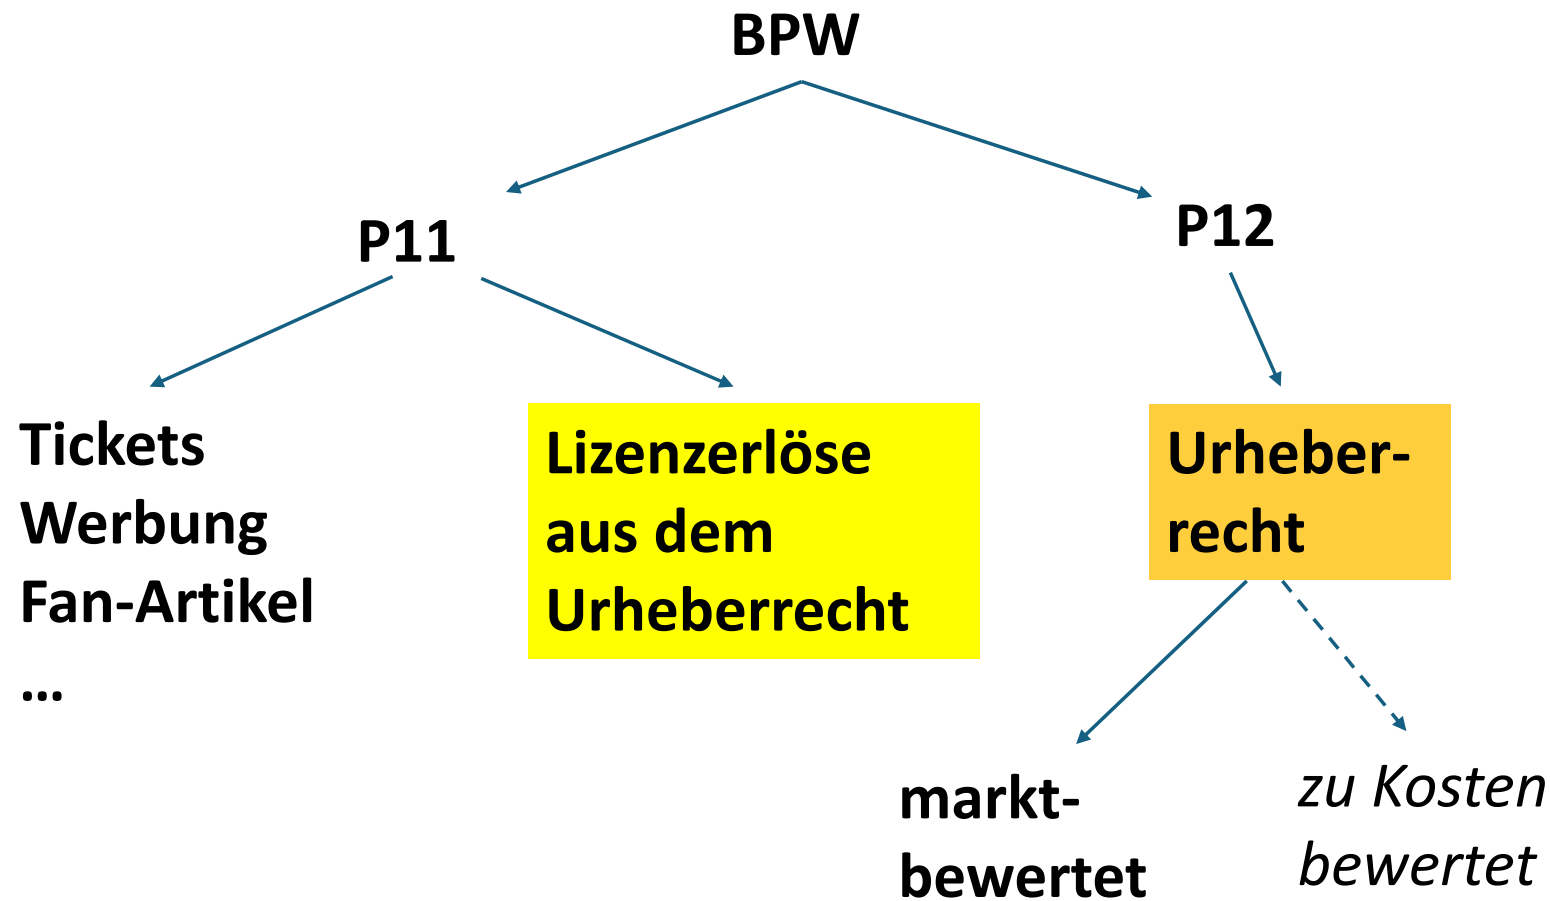 BPW
P11
P12
Tickets
Werbung
Fan-Artikel
…
Lizenzerlöse
aus dem
Urheberrecht
Urheber-
recht
markt-
bewertet
zu Kosten
bewertet